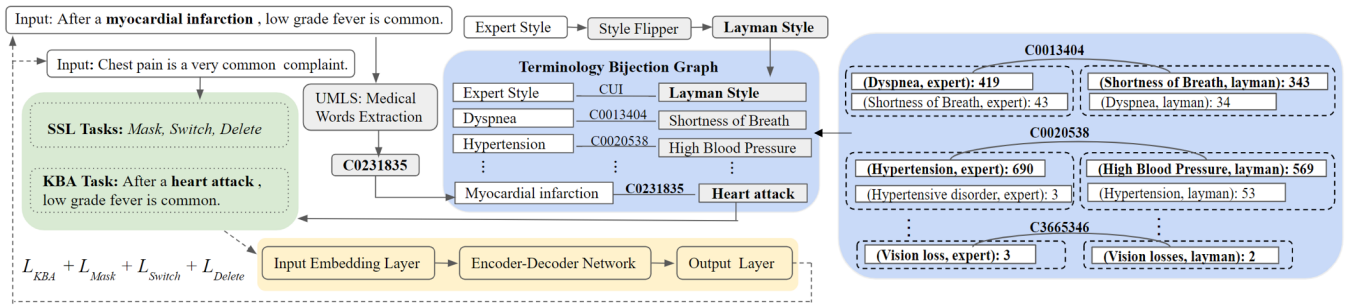 Input: After a myocardial infarction , low grade fever is common.
Input: Chest pain is a very common complaint.
SSL Tasks: Mask, Switch, Delete
KBA Task: After a heart attack ,
low grade fever is common.
UMLS: Medical
Words Extraction
C0231835
Expert Style
Style Flipper
Layman Style
Terminology Bijection Graph
Expert Style CUI Layman Style
Dyspnea C0013404 Shortness of Breath
Hypertension C0020538 High Blood Pressure
Myocardial infarction C0231835 Heart attack
C0013404
(Dyspnea, expert): 419
(Shortness of Breath, expert): 43
(Shortness of Breath, layman): 343
(Dyspnea, layman): 34
C0020538
(Hypertension, expert): 690
(Hypertensive disorder, expert): 3
(High Blood Pressure, layman): 569
(Hypertension, layman): 53
C3665346
(Vision loss, expert): 3
(Vision losses, layman): 2
L_KBA + L_Mask + L_Switch + L_Delete
Input Embedding Layer
Encoder-Decoder Network
Output Layer